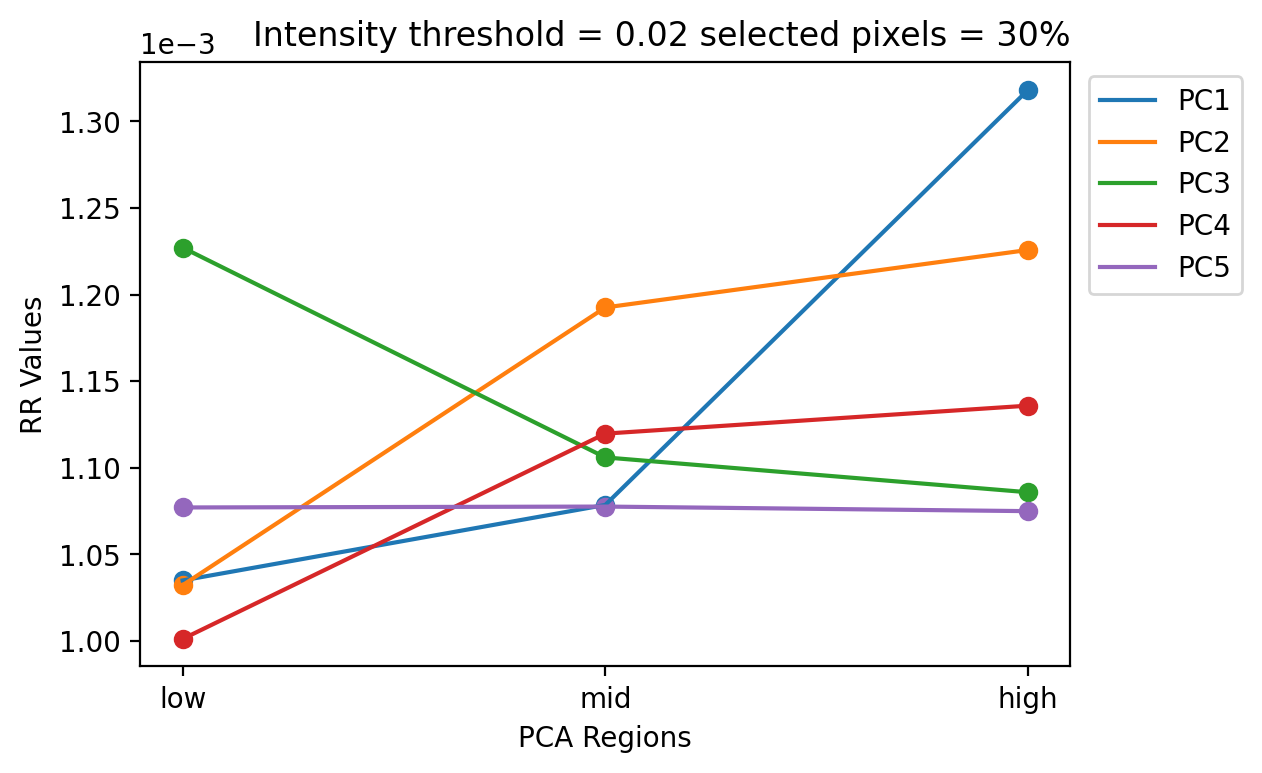 1e−3
Intensity threshold = 0.02 selected pixels = 30%
1.30
1.25
1.20
1.15
1.10
1.05
1.00
RR Values
low
mid
high
PCA Regions
PC1
PC2
PC3
PC4
PC5